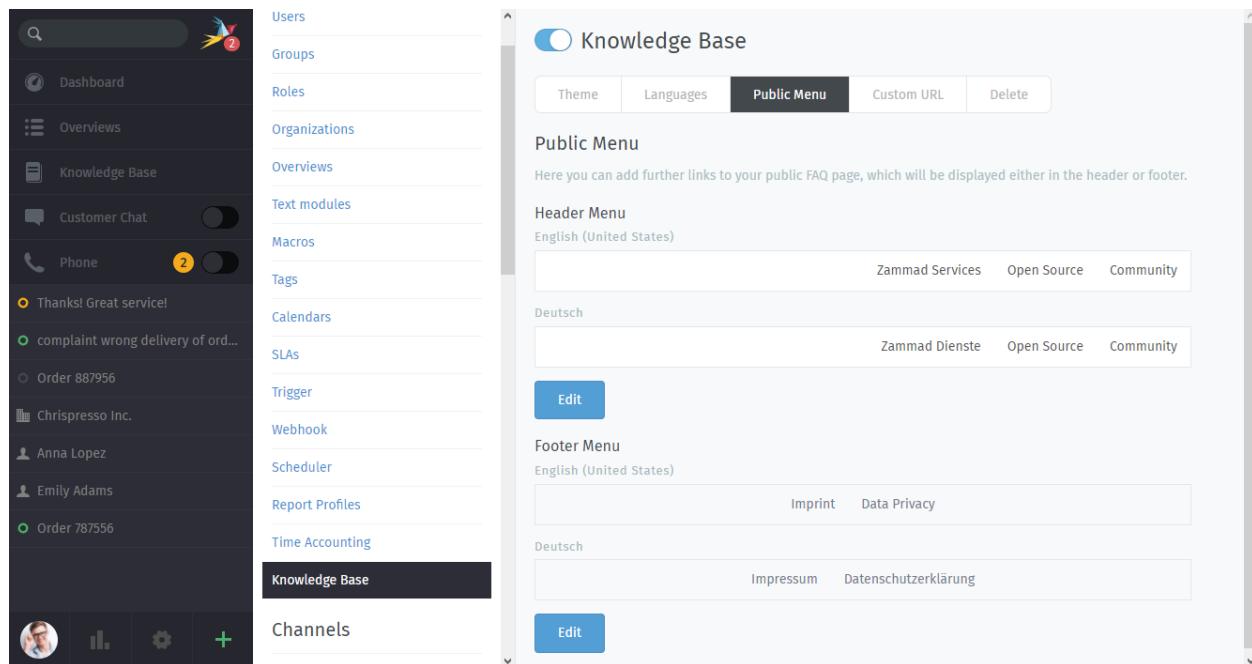 2
Dashboard
Overviews
Knowledge Base
Customer Chat
Phone 2
Thanks! Great service!
complaint wrong delivery of ord...
Order 887956
Chrispresso Inc.
Anna Lopez
Emily Adams
Order 787556
Users
Groups
Roles
Organizations
Overviews
Text modules
Macros
Tags
Calendars
SLAs
Trigger
Webhook
Scheduler
Report Profiles
Time Accounting
Knowledge Base
Channels
Knowledge Base
Theme Languages Public Menu Custom URL Delete
Public Menu
Here you can add further links to your public FAQ page, which will be displayed either in the header or footer.
Header Menu
English (United States)
Zammad Services Open Source Community
Deutsch
Zammad Dienste Open Source Community
Edit
Footer Menu
English (United States)
Imprint Data Privacy
Deutsch
Impressum Datenschutzerklärung
Edit